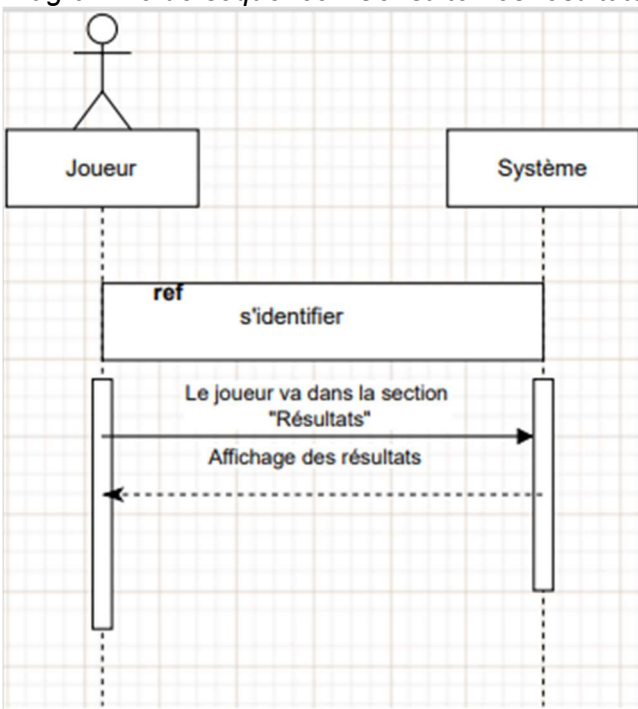 Joueur
Système
ref
s'identifier
Le joueur va dans la section
"Résultats"
Affichage des résultats